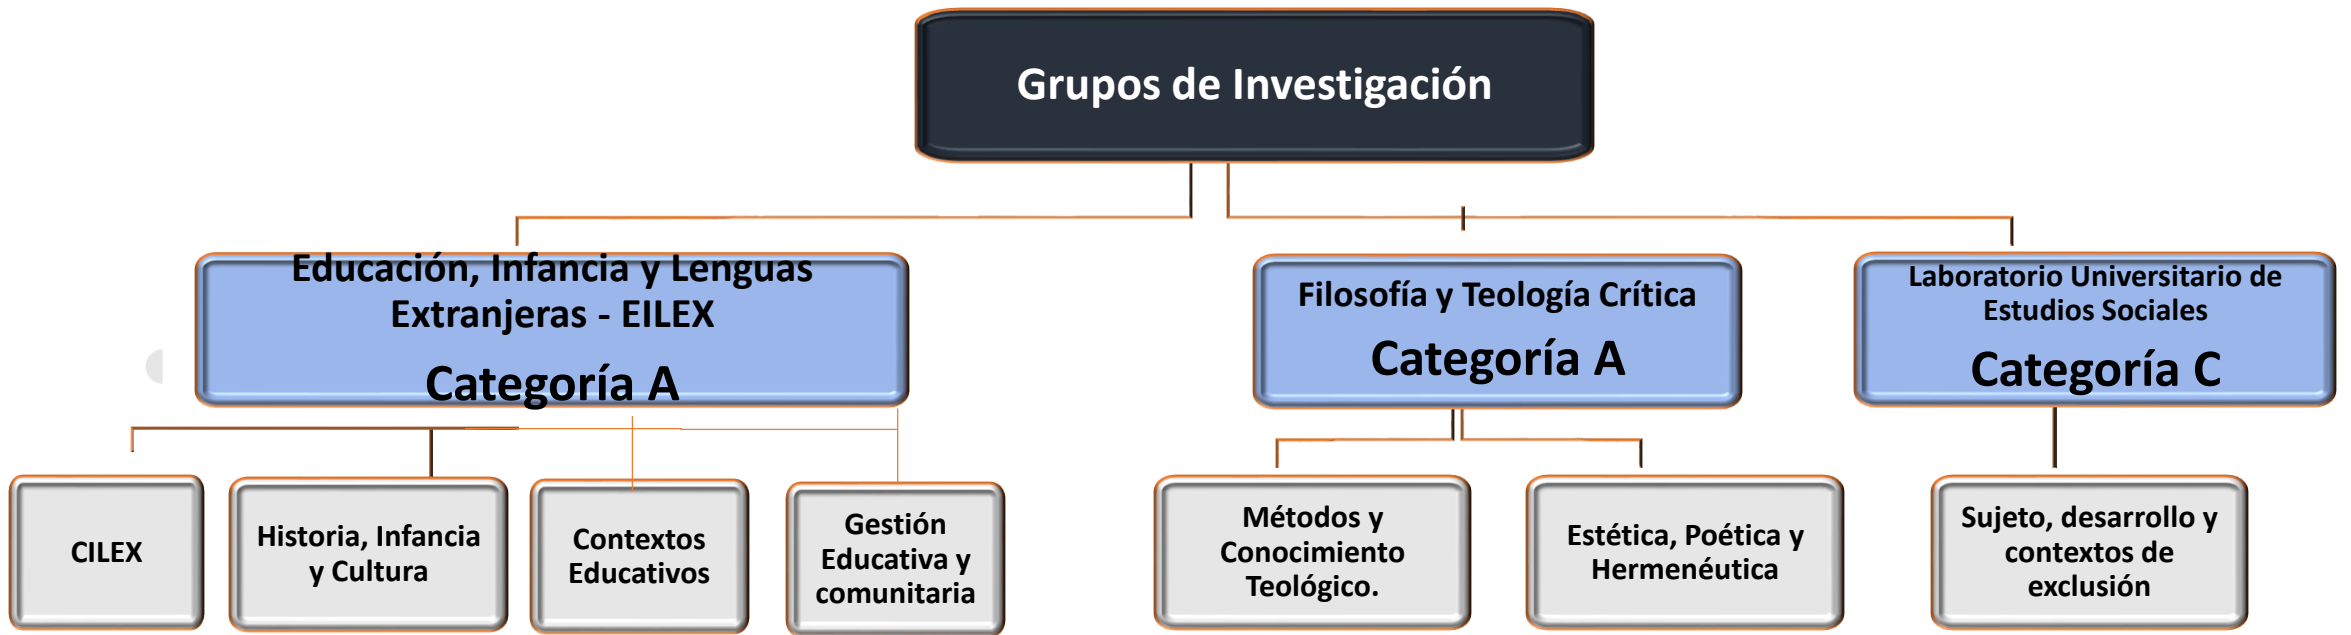 Grupos de Investigación
Educación, Infancia y Lenguas
Extranjeras - EILEX
Categoría A
Filosofía y Teología Crítica
Categoría A
Laboratorio Universitario de
Estudios Sociales
Categoría C
CILEX
Historia, Infancia
y Cultura
Contextos
Educativos
Gestión
Educativa y
comunitaria
Métodos y
Conocimiento
Teológico.
Estética, Poética y
Hermenéutica
Sujeto, desarrollo y
contextos de
exclusión